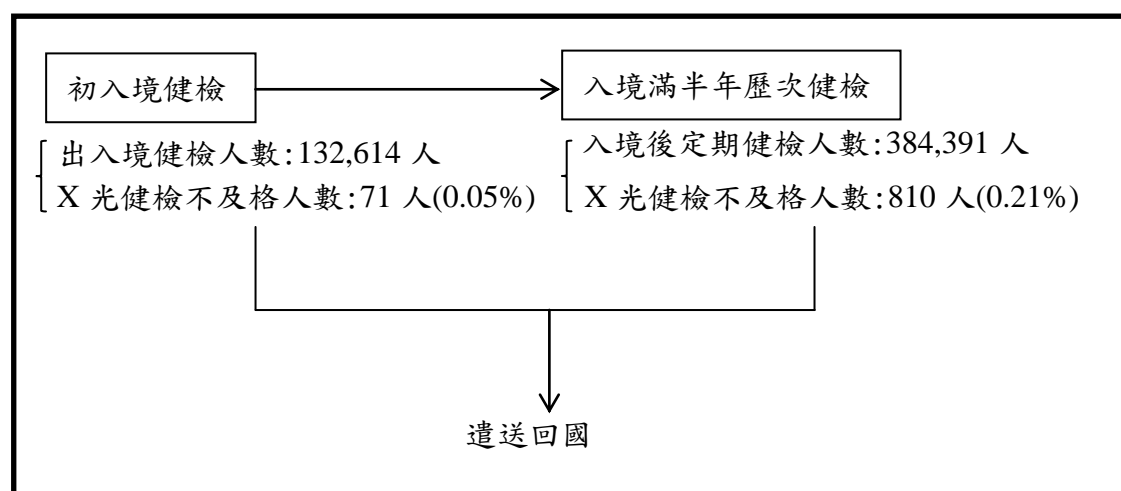 初入境健檢
出入境健檢人數:132,614 人
X 光健檢不及格人數:71 人(0.05%)
入境滿半年歷次健檢
入境後定期健檢人數:384,391 人
X 光健檢不及格人數:810 人(0.21%)
遣送回國